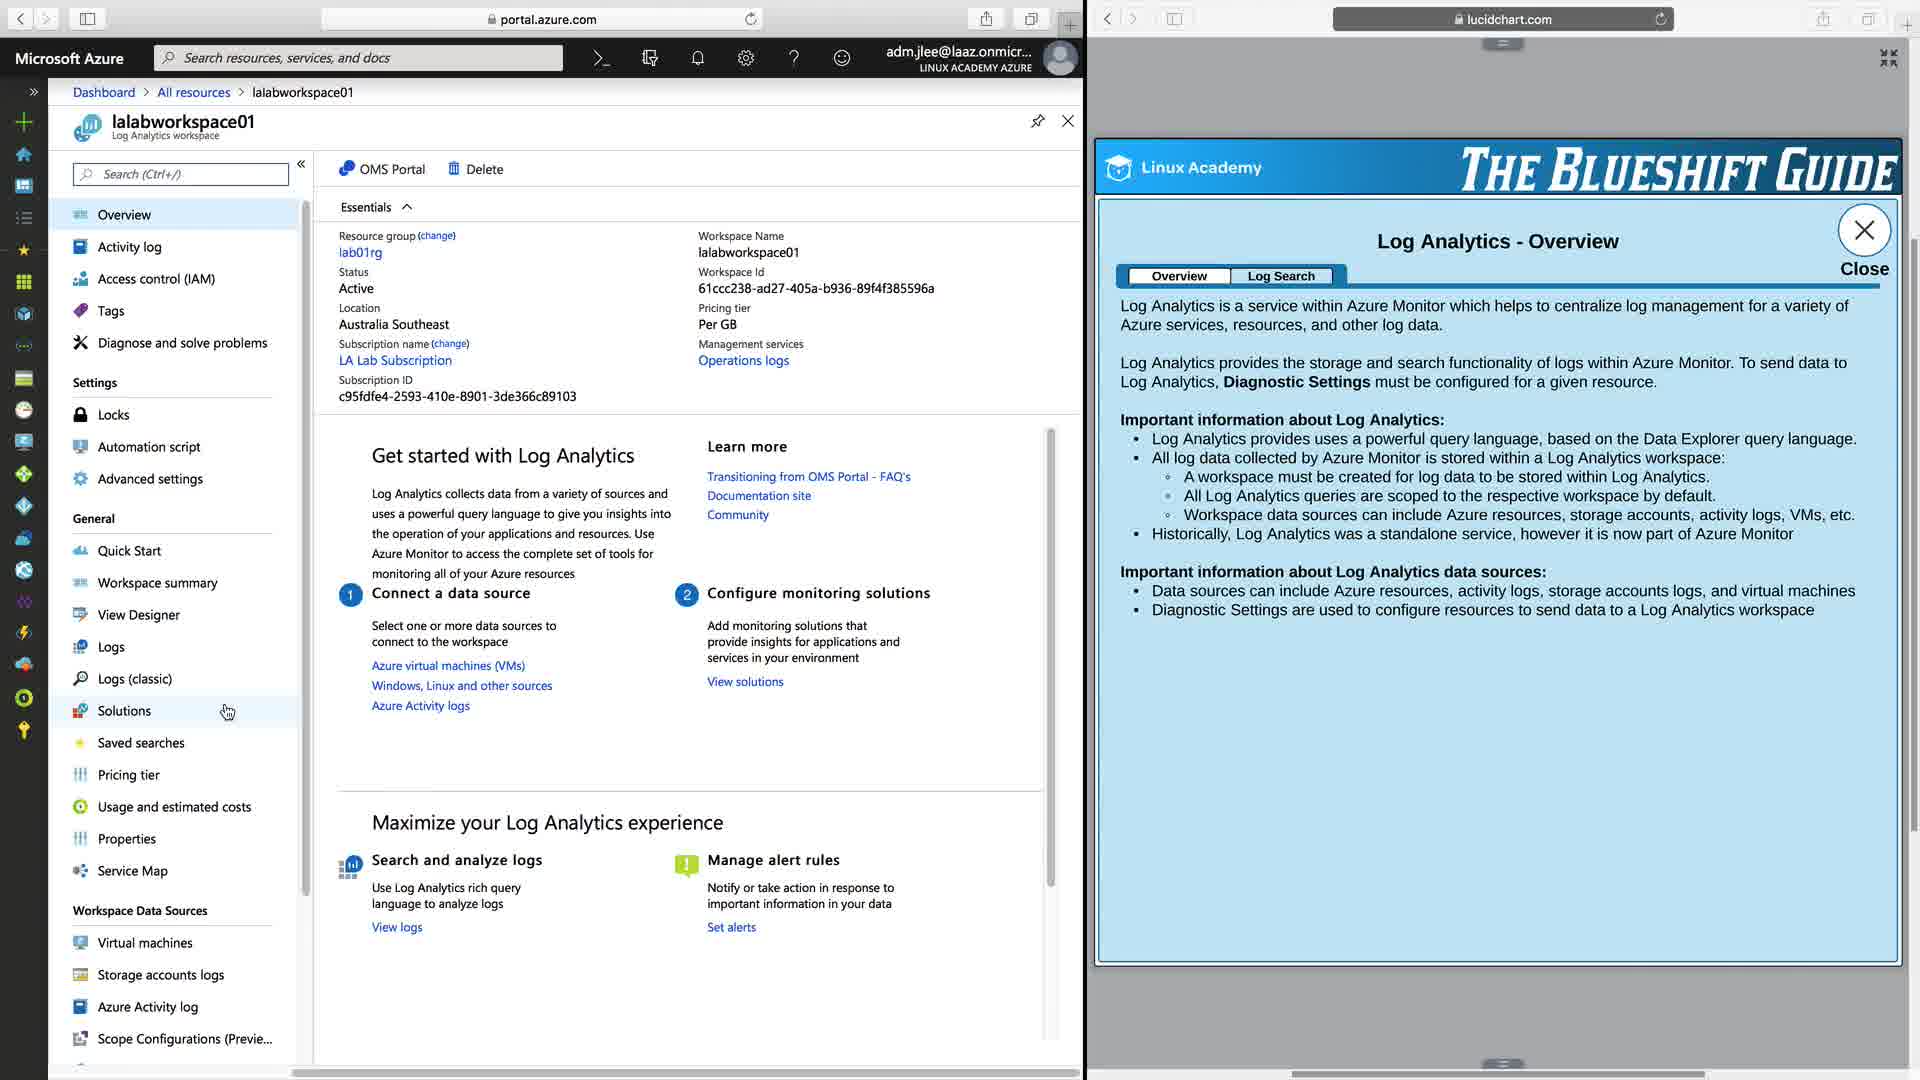 portal.azure.com
Microsoft Azure
Search resources, services, and docs
adm.jlee@laaz.onmicr...
LINUX ACADEMY AZURE
Dashboard > All resources > lalabworkspace01
lalabworkspace01
Log Analytics workspace
Search (Ctrl+/)
Overview
Activity log
Access control (IAM)
Tags
Diagnose and solve problems
Settings
Locks
Automation script
Advanced settings
General
Quick Start
Workspace summary
View Designer
Logs
Logs (classic)
Solutions
Saved searches
Pricing tier
Usage and estimated costs
Properties
Service Map
Workspace Data Sources
Virtual machines
Storage accounts logs
Azure Activity log
Scope Configurations (Previe...
OMS Portal
Delete
Essentials
Resource group (change)
lab01rg
Status
Active
Location
Australia Southeast
Subscription name (change)
LA Lab Subscription
Subscription ID
c95fdfe4-2593-410e-8901-3de366c89103
Workspace Name
lalabworkspace01
Workspace Id
61ccc238-ad27-405a-b936-89f4f385596a
Pricing tier
Per GB
Management services
Operations logs
Get started with Log Analytics
Log Analytics collects data from a variety of sources and
uses a powerful query language to give you insights into
the operation of your applications and resources. Use
Azure Monitor to access the complete set of tools for
monitoring all of your Azure resources
Learn more
Transitioning from OMS Portal - FAQ's
Documentation site
Community
1 Connect a data source
Select one or more data sources to
connect to the workspace
Azure virtual machines (VMs)
Windows, Linux and other sources
Azure Activity logs
2 Configure monitoring solutions
Add monitoring solutions that
provide insights for applications and
services in your environment
View solutions
Maximize your Log Analytics experience
Search and analyze logs
Use Log Analytics rich query
language to analyze logs
View logs
Manage alert rules
Notify or take action in response to
important information in your data
Set alerts
lucidchart.com
Linux Academy
THE BLUESHIFT GUIDE
Log Analytics - Overview
Close
Overview
Log Search
Log Analytics is a service within Azure Monitor which helps to centralize log management for a variety of
Azure services, resources, and other log data.
Log Analytics provides the storage and search functionality of logs within Azure Monitor. To send data to
Log Analytics, Diagnostic Settings must be configured for a given resource.
Important information about Log Analytics:
• Log Analytics provides uses a powerful query language, based on the Data Explorer query language.
• All log data collected by Azure Monitor is stored within a Log Analytics workspace:
◦ A workspace must be created for log data to be stored within Log Analytics.
◦ All Log Analytics queries are scoped to the respective workspace by default.
◦ Workspace data sources can include Azure resources, storage accounts, activity logs, VMs, etc.
• Historically, Log Analytics was a standalone service, however it is now part of Azure Monitor
Important information about Log Analytics data sources:
• Data sources can include Azure resources, activity logs, storage accounts logs, and virtual machines
• Diagnostic Settings are used to configure resources to send data to a Log Analytics workspace